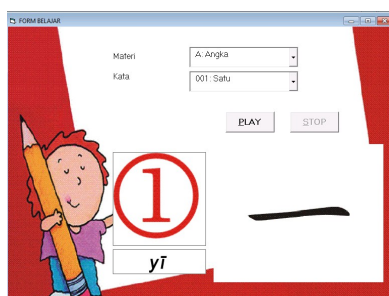 FORM BELAJAR
Materi
A: Angka
Kata
001: Satu
PLAY
STOP
1
yī
一